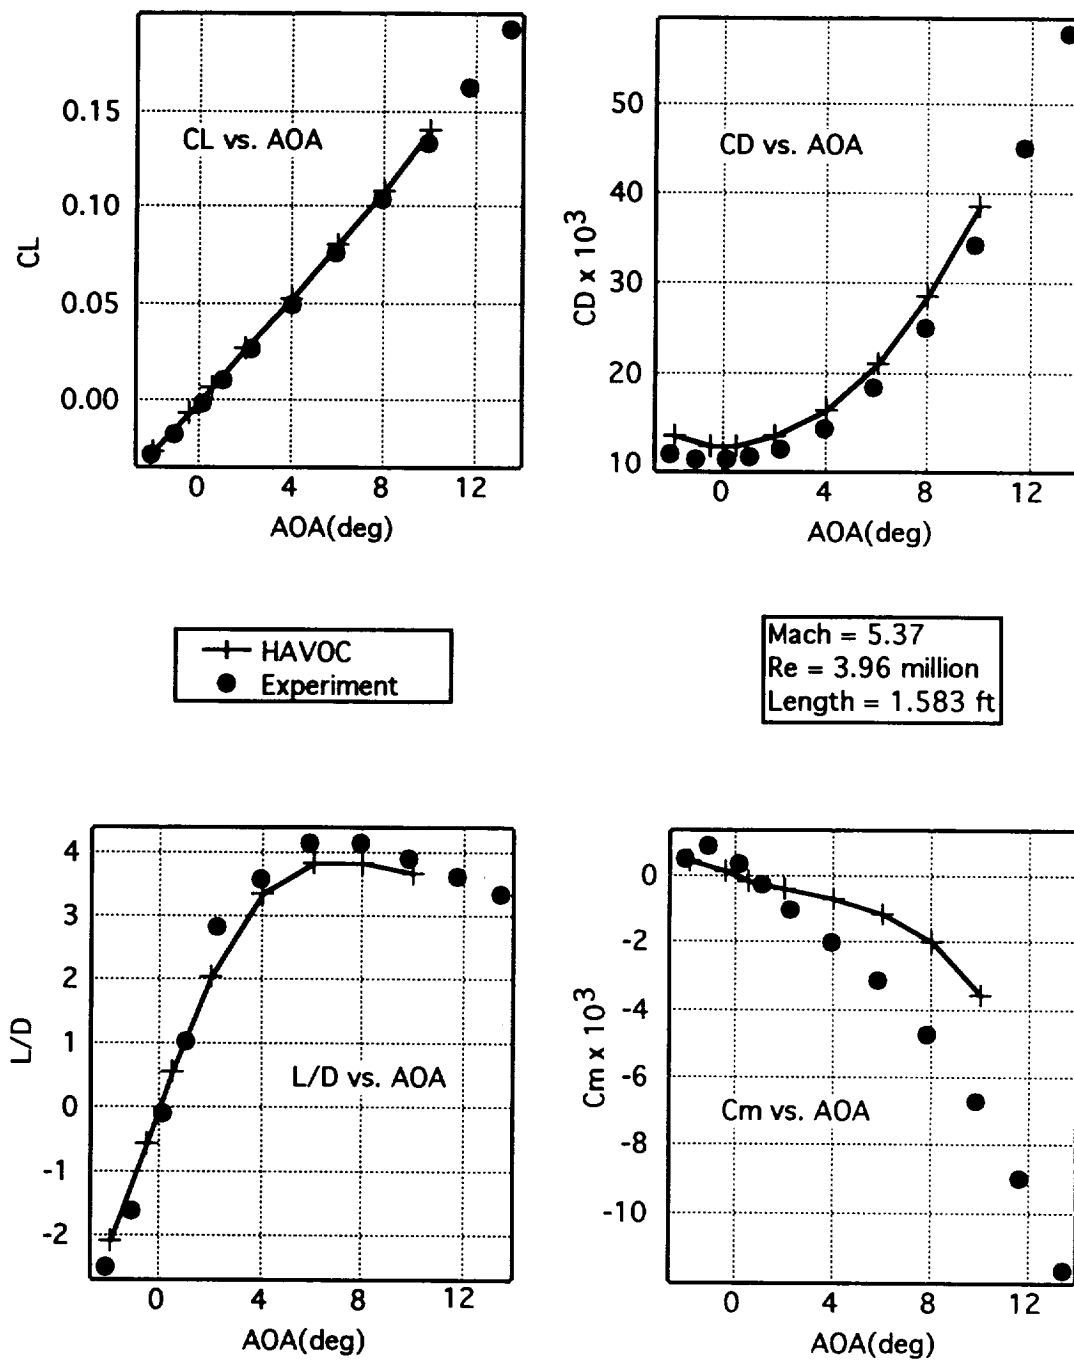 0.15
0.10
0.05
0.00
CL
CL vs. AOA
0 4 8 12
AOA(deg)
50
40
30
20
10
CD x 10³
CD vs. AOA
0 4 8 12
AOA(deg)
HAVOC
Experiment
Mach = 5.37
Re = 3.96 million
Length = 1.583 ft
4
3
2
1
0
-1
-2
L/D
L/D vs. AOA
0 4 8 12
AOA(deg)
0
-2
-4
-6
-8
-10
Cm x 10³
Cm vs. AOA
0 4 8 12
AOA(deg)